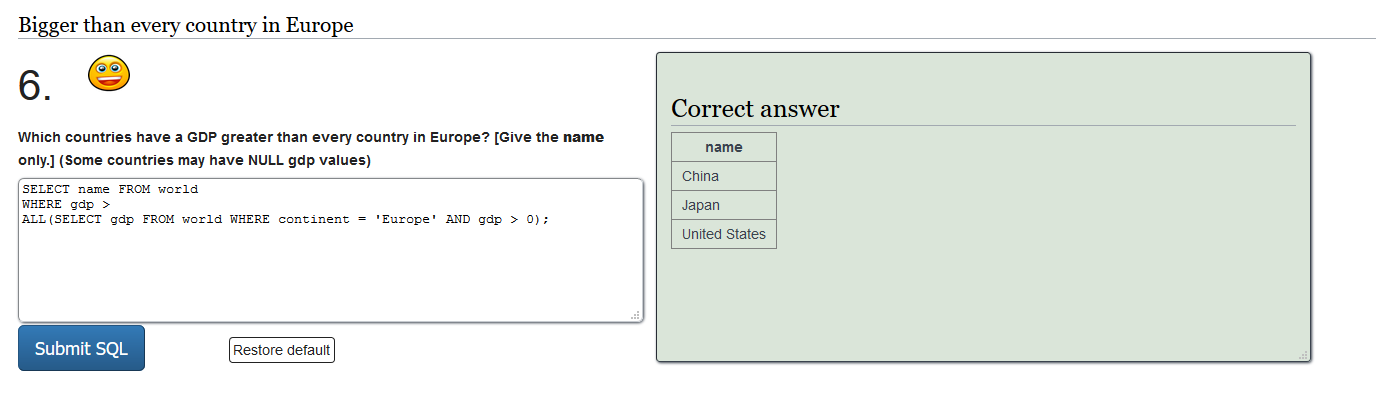 Bigger than every country in Europe
6.
Which countries have a GDP greater than every country in Europe? [Give the name
only.] (Some countries may have NULL gdp values)
SELECT name FROM world
WHERE gdp >
ALL(SELECT gdp FROM world WHERE continent = 'Europe' AND gdp > 0);
Submit SQL
Restore default
Correct answer
name
China
Japan
United States